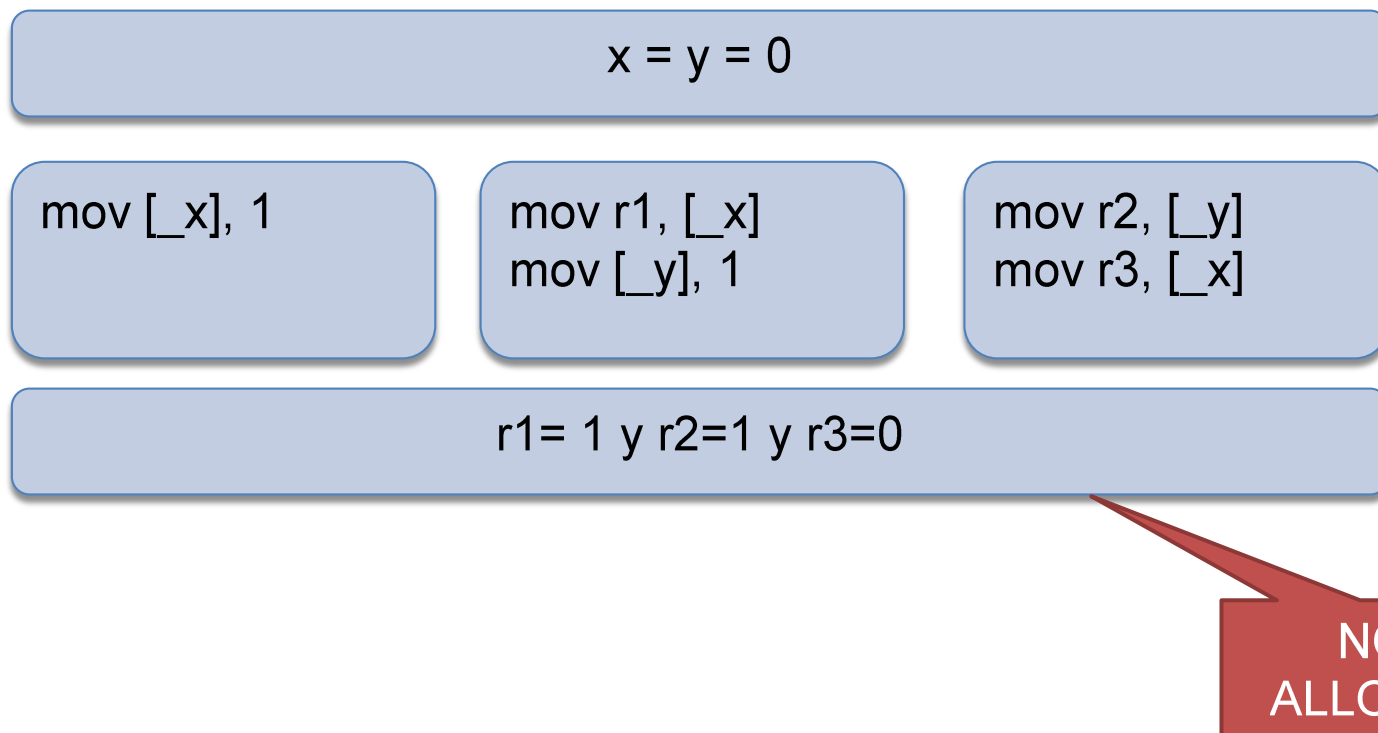 x = y = 0
mov [_x], 1
mov r1, [_x]
mov [_y], 1
mov r2, [_y]
mov r3, [_x]
r1= 1 y r2=1 y r3=0